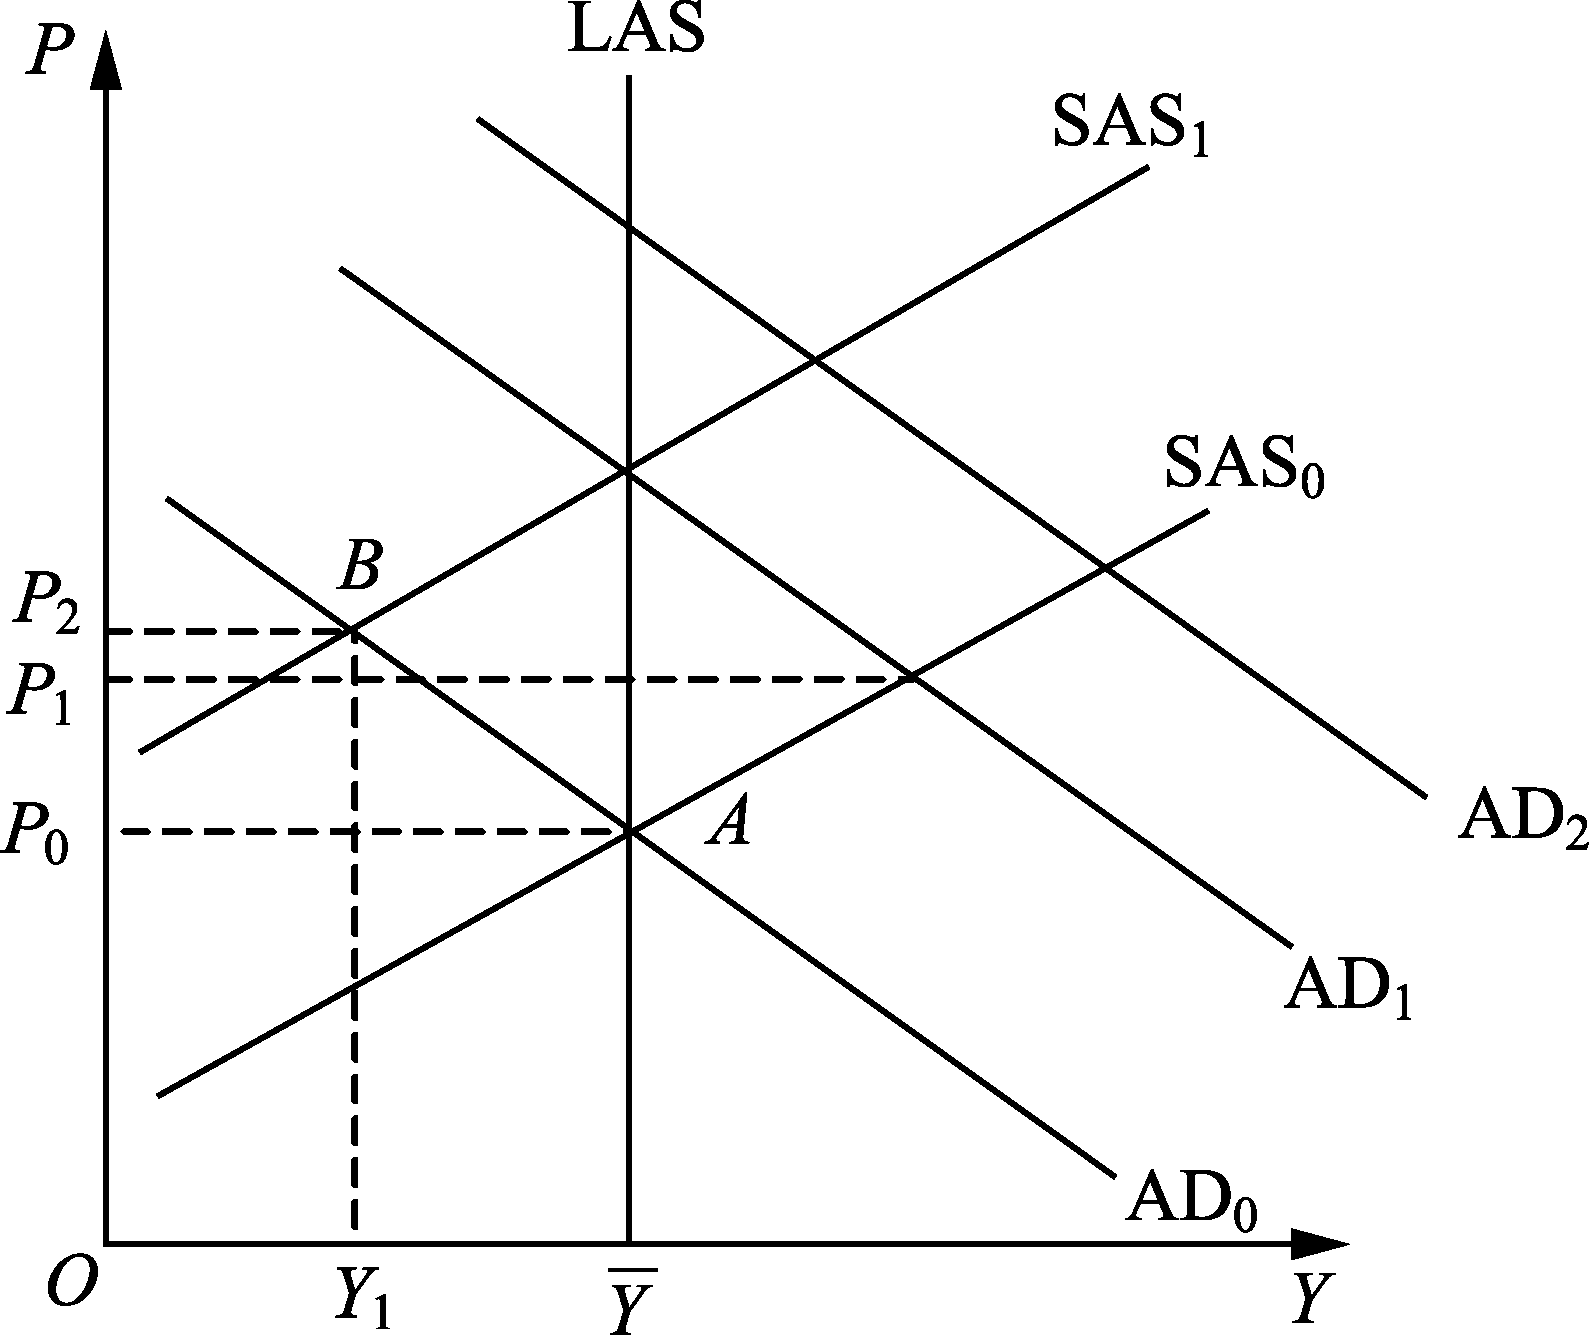 P
LAS
SAS₁
SAS₀
B
P₂
P₁
P₀
A
AD₂
AD₁
AD₀
O
Y₁
Y̅
Y